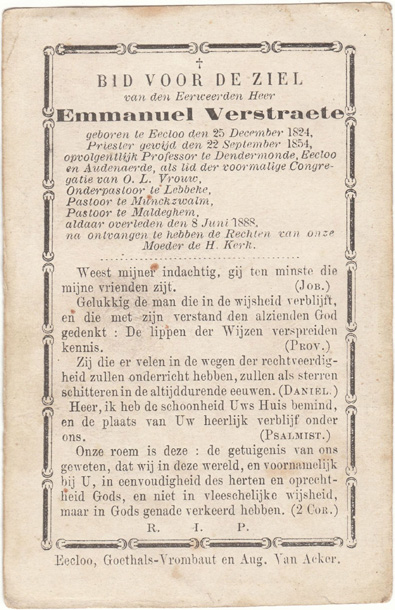 ✝
BID VOOR DE ZIEL
van den Eerweerden Heer
Emmanuel Verstraete
geboren te Eecloo den 25 December 1824,
Priester gewijd den 22 September 1854,
opvolgentlijk Professor te Dendermonde, Eecloo
en Audenaerde, als lid der voormalige Congre-
gatie van O. L. Vrouw,
Onderpastoor te Lebbeke,
Pastoor te Munckzwalm,
Pastoor te Maldeghem,
aldaar overleden den 8 Juni 1888,
na ontvangen te hebben de Rechten van onze
Moeder de H. Kerk.
Weest mijner indachtig, gij ten minste die
mijne vrienden zijt. (JOB.)
Gelukkig de man die in de wijsheid verblijft,
en die met zijn verstand den alzienden God
gedenkt : De lippen der Wijzen verspreiden
kennis. (PROV.)
Zij die er velen in de wegen der rechtveerdig-
heid zullen onderricht hebben, zullen als sterren
schitteren in de altijddurende eeuwen. (DANIEL.)
Heer, ik heb de schoonheid Uws Huis bemind,
en de plaats van Uw heerlijk verblijf onder
ons. (PSALMIST.)
Onze roem is deze : de getuigenis van ons
geweten, dat wij in deze wereld, en voornamelijk
bij U, in eenvoudigheid des herten en oprecht-
heid Gods, en niet in vleeschelijke wijsheid,
maar in Gods genade verkeerd hebben. (2 COR.)
R. I. P.
Eecloo, Goethals-Vrombaut en Aug. Van Acker.